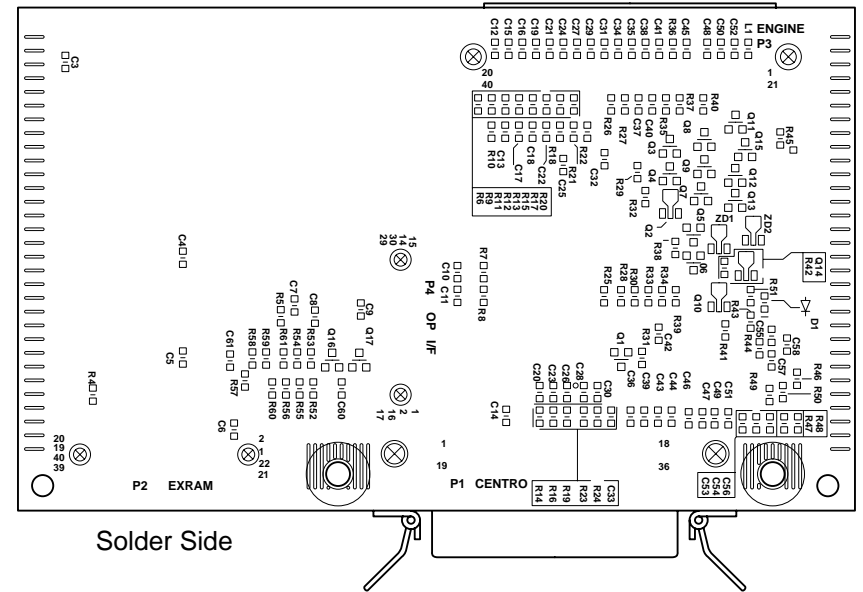 C12
C15
C16
C19
C21
C24
C27
C29
C31
C34
C35
C38
C41
R36
C45
C48
C50
C52
L1
ENGINE
P3
C3
20
40
1
21
R26
R27
C37
C40
R35
R37
R40
Q8
Q11
Q15
R45
R10
C13
C17
C18
C22
R18
R21
R22
C25
C32
R29
R32
Q3
Q4
Q9
Q7
Q12
Q13
R6
R9
R11
R12
R13
R15
R17
R20
Q2
Q5
ZD1
ZD2
R38
Q6
Q14
R42
C4
29
30
14
15
P4
OP I/F
C10
C11
R7
R8
R25
R28
R30
R33
R34
R39
Q10
R43
R51
D1
R44
R41
C55
C57
C58
C7
R5
C8
C9
C5
C61
R58
R59
R61
R54
R53
Q16
Q17
R57
R60
R56
R55
R52
C60
R4
C6
Q1
R31
C42
C36
C39
C43
C44
C46
C47
C49
C51
R49
R46
R50
C20
C23
C26
C28
C30
C14
17
16
2
1
R47
R48
20
19
40
39
2
1
22
21
1
19
18
36
P2 EXRAM
P1 CENTRO
R14
R16
R19
R23
R24
C33
C53
C54
C56
Solder Side